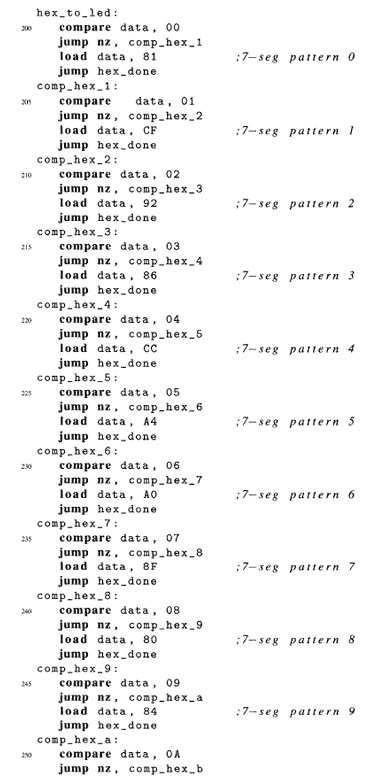 hex_to_led:
200 compare data, 00
jump nz, comp_hex_1
load data, 81 ;7-seg pattern 0
jump hex_done
comp_hex_1:
205 compare data, 01
jump nz, comp_hex_2
load data, CF ;7-seg pattern 1
jump hex_done
comp_hex_2:
210 compare data, 02
jump nz, comp_hex_3
load data, 92 ;7-seg pattern 2
jump hex_done
comp_hex_3:
215 compare data, 03
jump nz, comp_hex_4
load data, 86 ;7-seg pattern 3
jump hex_done
comp_hex_4:
220 compare data, 04
jump nz, comp_hex_5
load data, CC ;7-seg pattern 4
jump hex_done
comp_hex_5:
225 compare data, 05
jump nz, comp_hex_6
load data, A4 ;7-seg pattern 5
jump hex_done
comp_hex_6:
230 compare data, 06
jump nz, comp_hex_7
load data, A0 ;7-seg pattern 6
jump hex_done
comp_hex_7:
235 compare data, 07
jump nz, comp_hex_8
load data, 8F ;7-seg pattern 7
jump hex_done
comp_hex_8:
240 compare data, 08
jump nz, comp_hex_9
load data, 80 ;7-seg pattern 8
jump hex_done
comp_hex_9:
245 compare data, 09
jump nz, comp_hex_a
load data, 84 ;7-seg pattern 9
jump hex_done
comp_hex_a:
250 compare data, 0A
jump nz, comp_hex_b